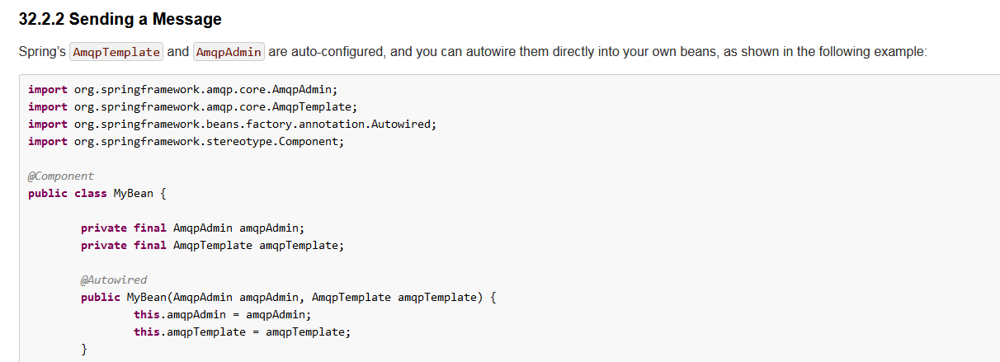 32.2.2 Sending a Message
Spring’s AmqpTemplate and AmqpAdmin are auto-configured, and you can autowire them directly into your own beans, as shown in the following example:
import org.springframework.amqp.core.AmqpAdmin;
import org.springframework.amqp.core.AmqpTemplate;
import org.springframework.beans.factory.annotation.Autowired;
import org.springframework.stereotype.Component;
@Component
public class MyBean {
private final AmqpAdmin amqpAdmin;
private final AmqpTemplate amqpTemplate;
@Autowired
public MyBean(AmqpAdmin amqpAdmin, AmqpTemplate amqpTemplate) {
this.amqpAdmin = amqpAdmin;
this.amqpTemplate = amqpTemplate;
}